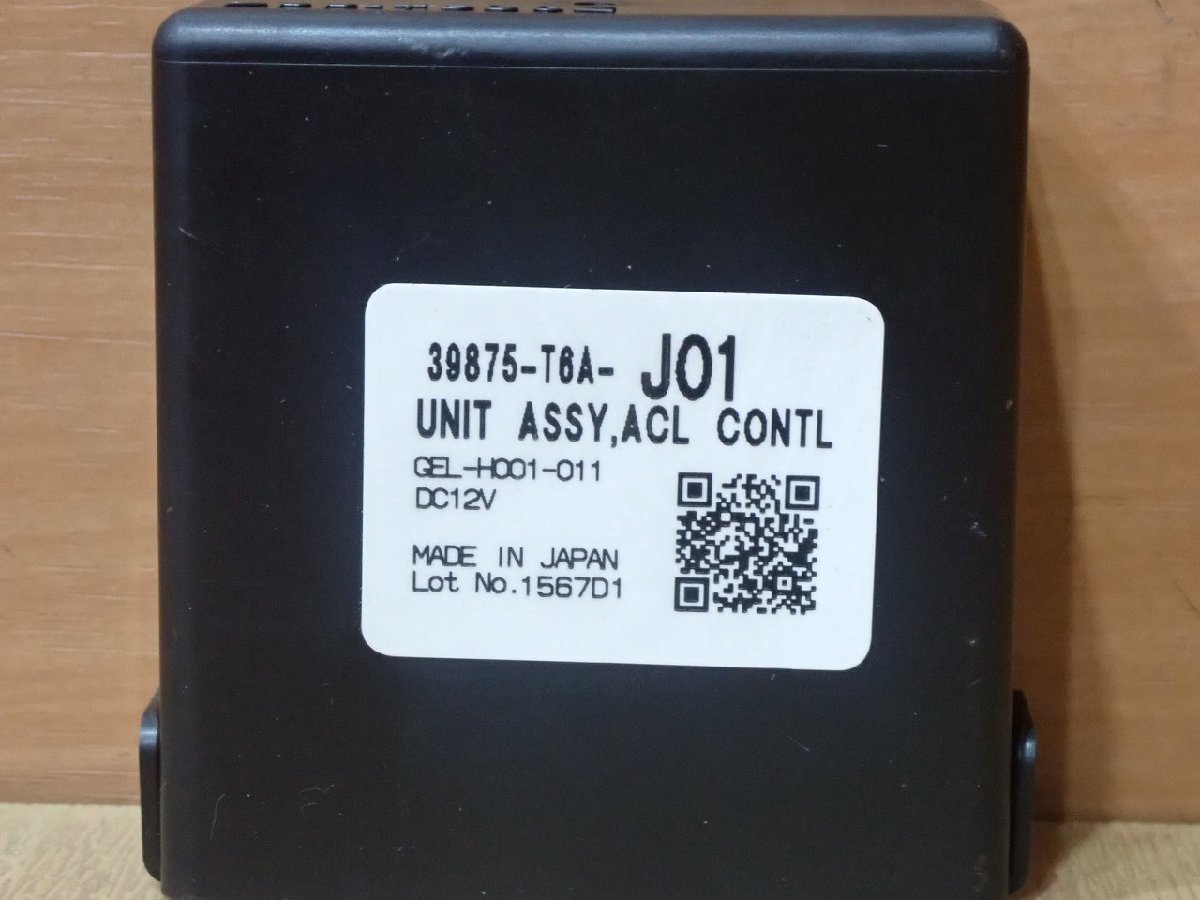 39875-T6A- J01
UNIT ASSY,ACL CONTL
GEL-H001-011
DC12V
MADE IN JAPAN
Lot No.1567D1